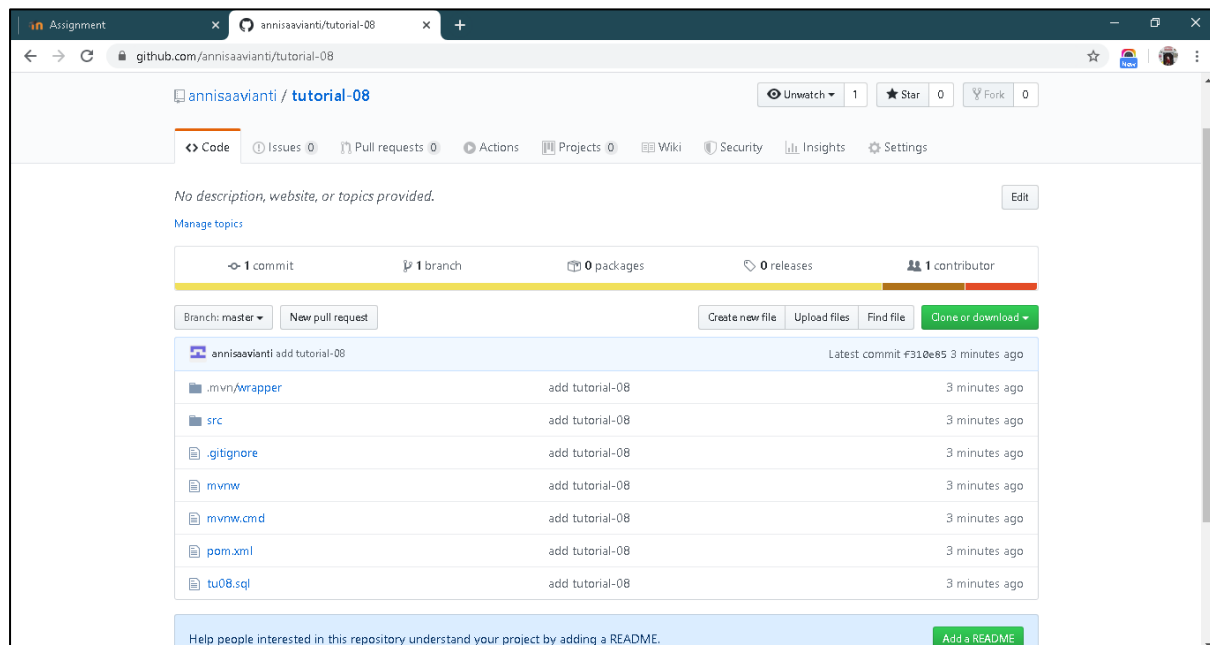 Assignment
annisaavianti/tutorial-08
github.com/annisaavianti/tutorial-08
New
annisaavianti / tutorial-08
Unwatch 1 Star 0 Fork 0
Code Issues 0 Pull requests 0 Actions Projects 0 Wiki Security Insights Settings
No description, website, or topics provided. Edit
Manage topics
1 commit 1 branch 0 packages 0 releases 1 contributor
Branch: master New pull request Create new file Upload files Find file Clone or download
annisaavianti add tutorial-08 Latest commit f310e85 3 minutes ago
.mvn/wrapper add tutorial-08 3 minutes ago
src add tutorial-08 3 minutes ago
.gitignore add tutorial-08 3 minutes ago
mvnw add tutorial-08 3 minutes ago
mvnw.cmd add tutorial-08 3 minutes ago
pom.xml add tutorial-08 3 minutes ago
tu08.sql add tutorial-08 3 minutes ago
Help people interested in this repository understand your project by adding a README. Add a README